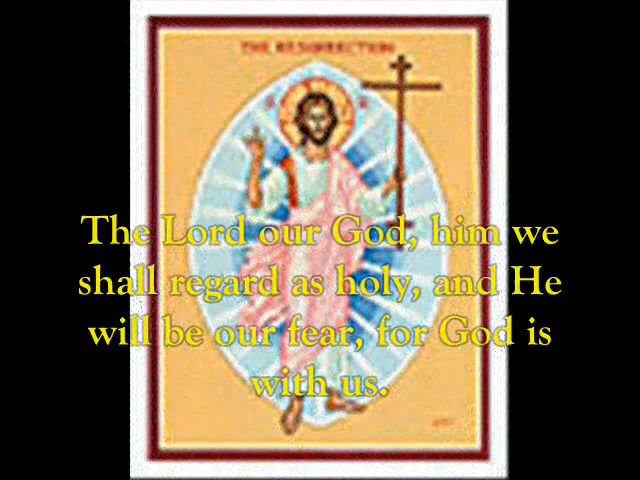 THE RESURRECTION
The Lord our God, him we
shall regard as holy, and He
will be our fear, for God is
with us.